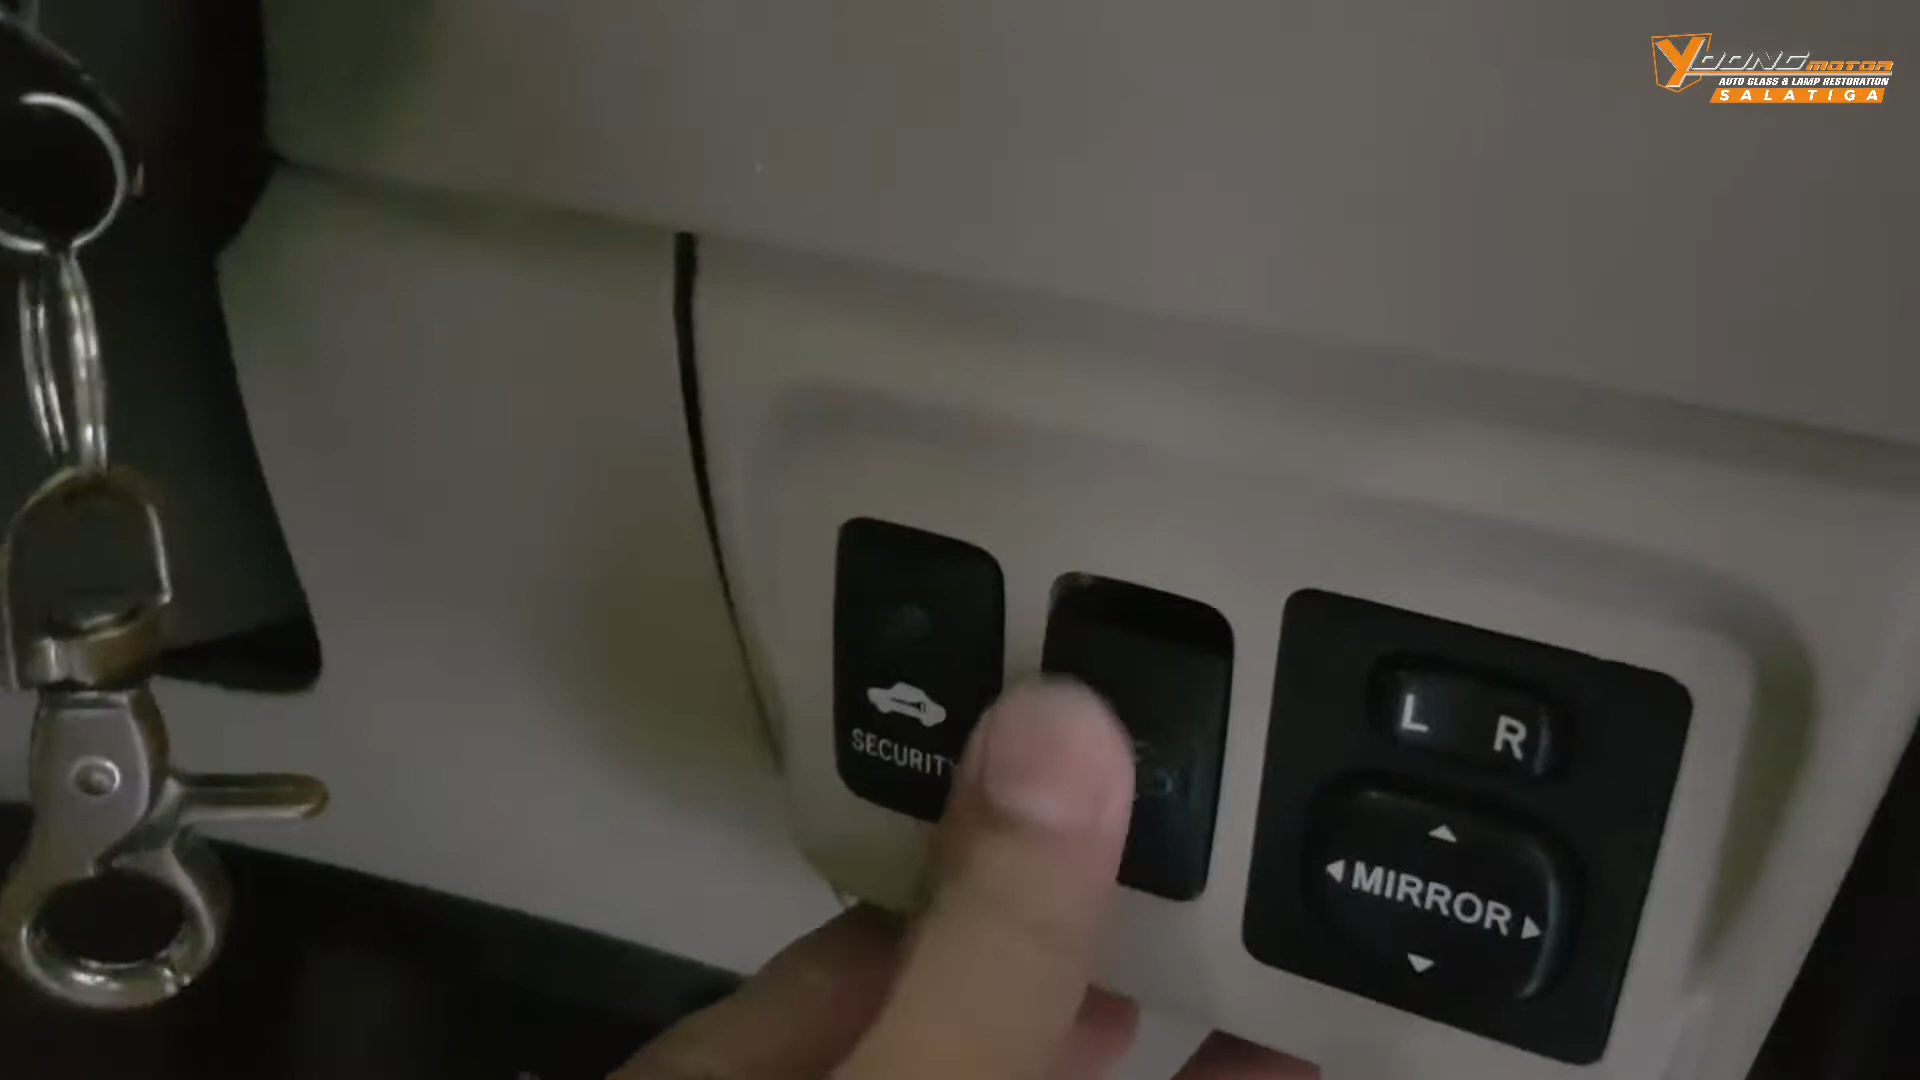 YOONG MOTOR
AUTO GLASS & LAMP RESTORATION
SALATIGA
SECURITY
L R
MIRROR